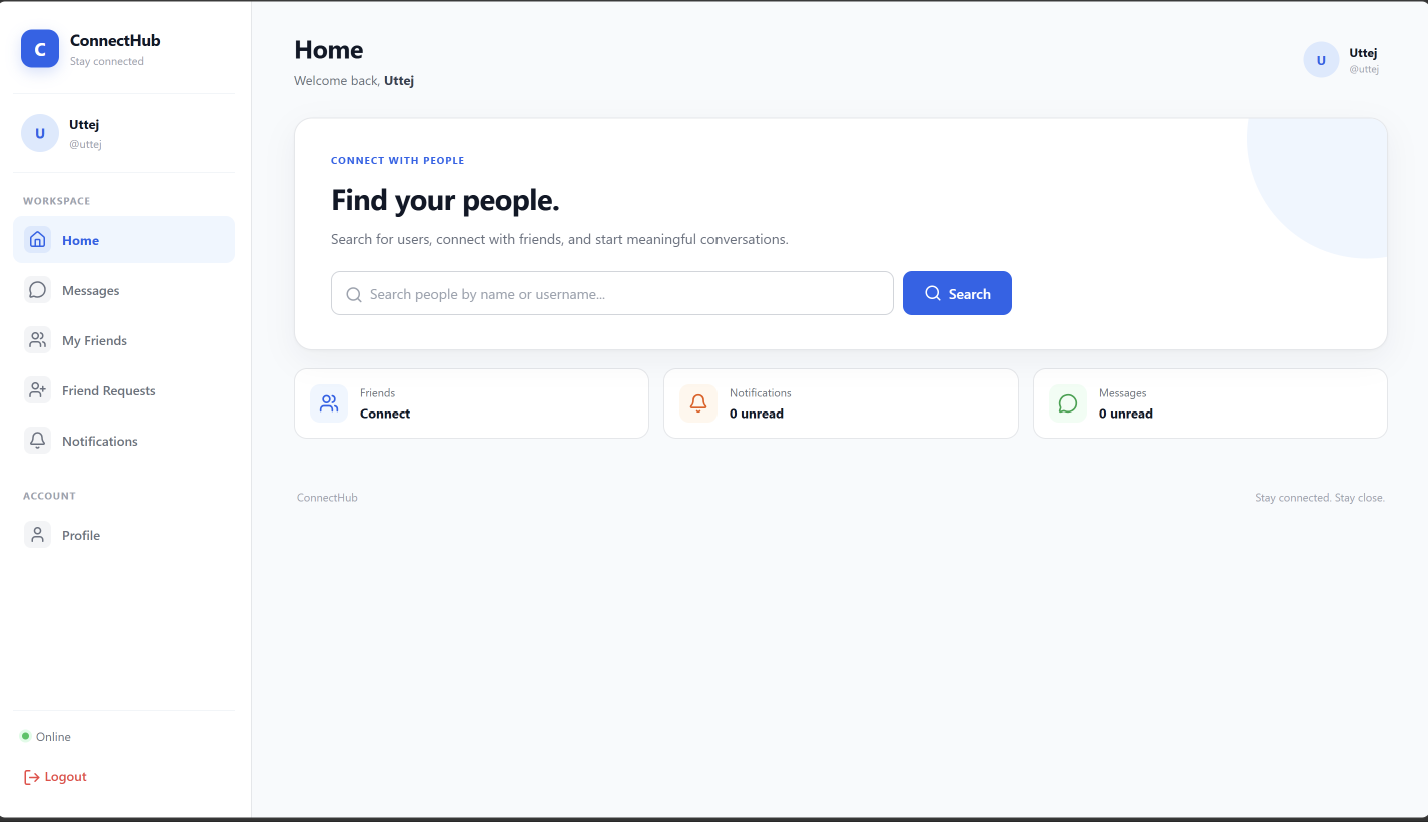 C
ConnectHub
Stay connected
U
Uttej
@uttej
WORKSPACE
Home
Messages
My Friends
Friend Requests
Notifications
ACCOUNT
Profile
Online
Logout
Home
Welcome back, Uttej
U
Uttej
@uttej
CONNECT WITH PEOPLE
Find your people.
Search for users, connect with friends, and start meaningful conversations.
Search people by name or username...
Search
Friends
Connect
Notifications
0 unread
Messages
0 unread
ConnectHub
Stay connected. Stay close.